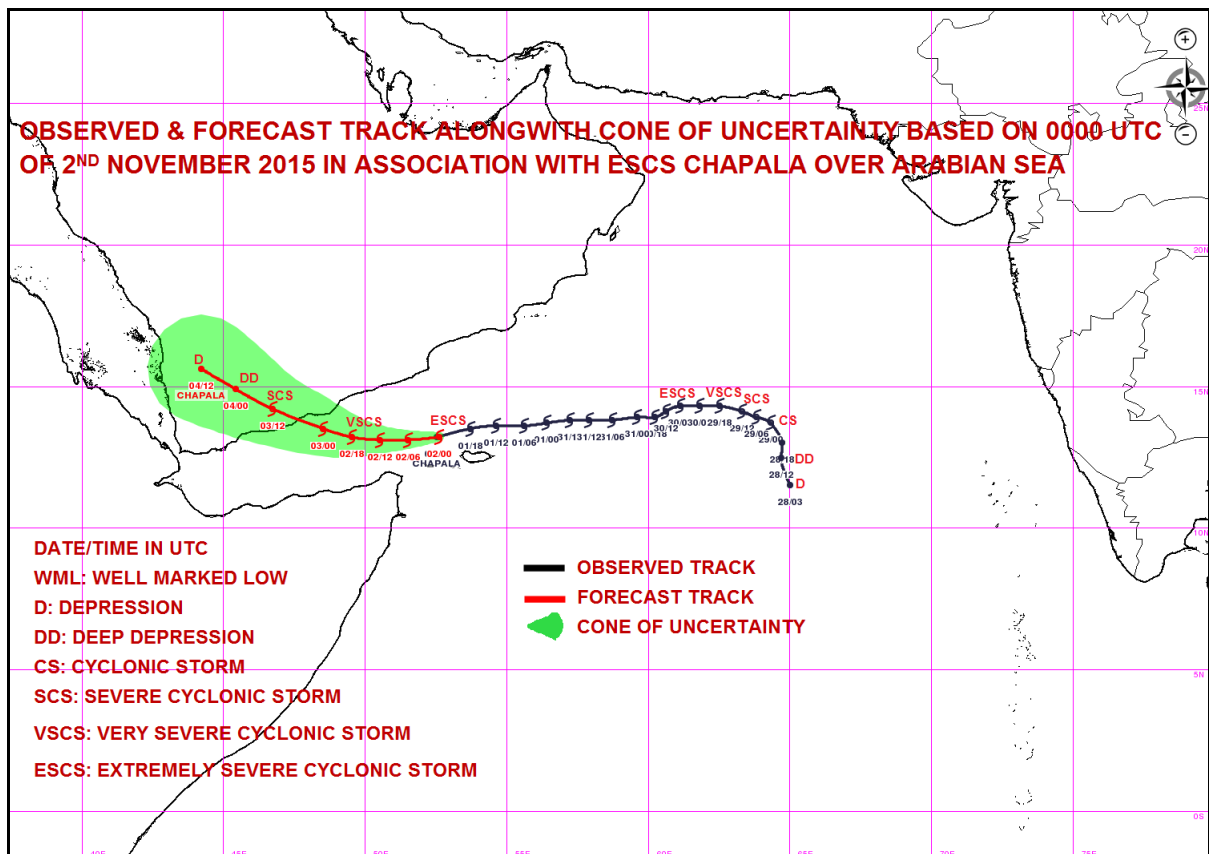 OBSERVED & FORECAST TRACK ALONGWITH CONE OF UNCERTAINTY BASED ON 0000 UTC
OF 2ND NOVEMBER 2015 IN ASSOCIATION WITH ESCS CHAPALA OVER ARABIAN SEA
25N
20N
15N
10N
5N
0S
D
04/12
CHAPALA
DD
04/00
SCS
03/12
03/00
VSCS
02/18
02/12
02/06
ESCS
02/00
CHAPALA
01/18
01/12
01/06
01/00
31/12
31/06
31/00
30/12
ESCS
VSCS
29/18
SCS
29/12
29/06
CS
29/00
28/18
DD
28/12
D
28/03
DATE/TIME IN UTC
WML: WELL MARKED LOW
D: DEPRESSION
DD: DEEP DEPRESSION
CS: CYCLONIC STORM
SCS: SEVERE CYCLONIC STORM
VSCS: VERY SEVERE CYCLONIC STORM
ESCS: EXTREMELY SEVERE CYCLONIC STORM
OBSERVED TRACK
FORECAST TRACK
CONE OF UNCERTAINTY